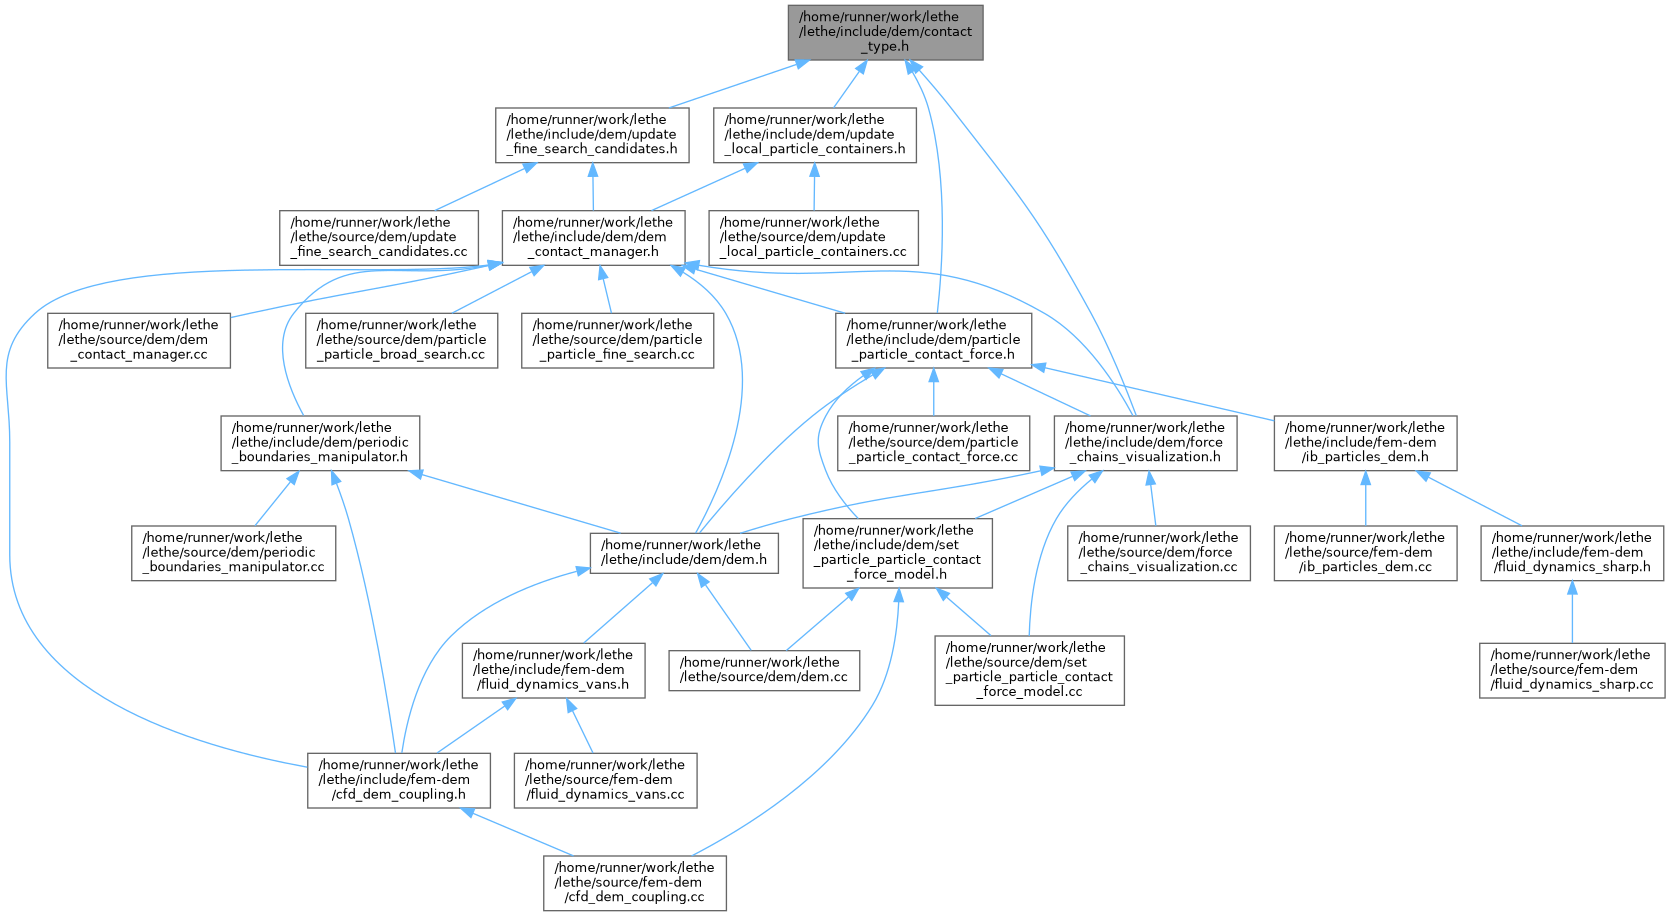 /home/runner/work/lethe
/lethe/include/dem/contact
_type.h
/home/runner/work/lethe
/lethe/include/dem/update
_fine_search_candidates.h
/home/runner/work/lethe
/lethe/include/dem/update
_local_particle_containers.h
/home/runner/work/lethe
/lethe/source/dem/update
_fine_search_candidates.cc
/home/runner/work/lethe
/lethe/include/dem/dem
_contact_manager.h
/home/runner/work/lethe
/lethe/source/dem/update
_local_particle_containers.cc
/home/runner/work/lethe
/lethe/source/dem/dem
_contact_manager.cc
/home/runner/work/lethe
/lethe/source/dem/particle
_particle_broad_search.cc
/home/runner/work/lethe
/lethe/source/dem/particle
_particle_fine_search.cc
/home/runner/work/lethe
/lethe/include/dem/particle
_particle_contact_force.h
/home/runner/work/lethe
/lethe/include/dem/periodic
_boundaries_manipulator.h
/home/runner/work/lethe
/lethe/source/dem/particle
_particle_contact_force.cc
/home/runner/work/lethe
/lethe/include/dem/force
_chains_visualization.h
/home/runner/work/lethe
/lethe/include/fem-dem
/ib_particles_dem.h
/home/runner/work/lethe
/lethe/source/dem/periodic
_boundaries_manipulator.cc
/home/runner/work/lethe
/lethe/include/dem/dem.h
/home/runner/work/lethe
/lethe/include/dem/set
_particle_particle_contact
_force_model.h
/home/runner/work/lethe
/lethe/source/dem/force
_chains_visualization.cc
/home/runner/work/lethe
/lethe/source/fem-dem
/ib_particles_dem.cc
/home/runner/work/lethe
/lethe/include/fem-dem
/fluid_dynamics_sharp.h
/home/runner/work/lethe
/lethe/include/fem-dem
/fluid_dynamics_vans.h
/home/runner/work/lethe
/lethe/source/dem/dem.cc
/home/runner/work/lethe
/lethe/source/dem/set
_particle_particle_contact
_force_model.cc
/home/runner/work/lethe
/lethe/source/fem-dem
/fluid_dynamics_sharp.cc
/home/runner/work/lethe
/lethe/include/fem-dem
/cfd_dem_coupling.h
/home/runner/work/lethe
/lethe/source/fem-dem
/fluid_dynamics_vans.cc
/home/runner/work/lethe
/lethe/source/fem-dem
/cfd_dem_coupling.cc